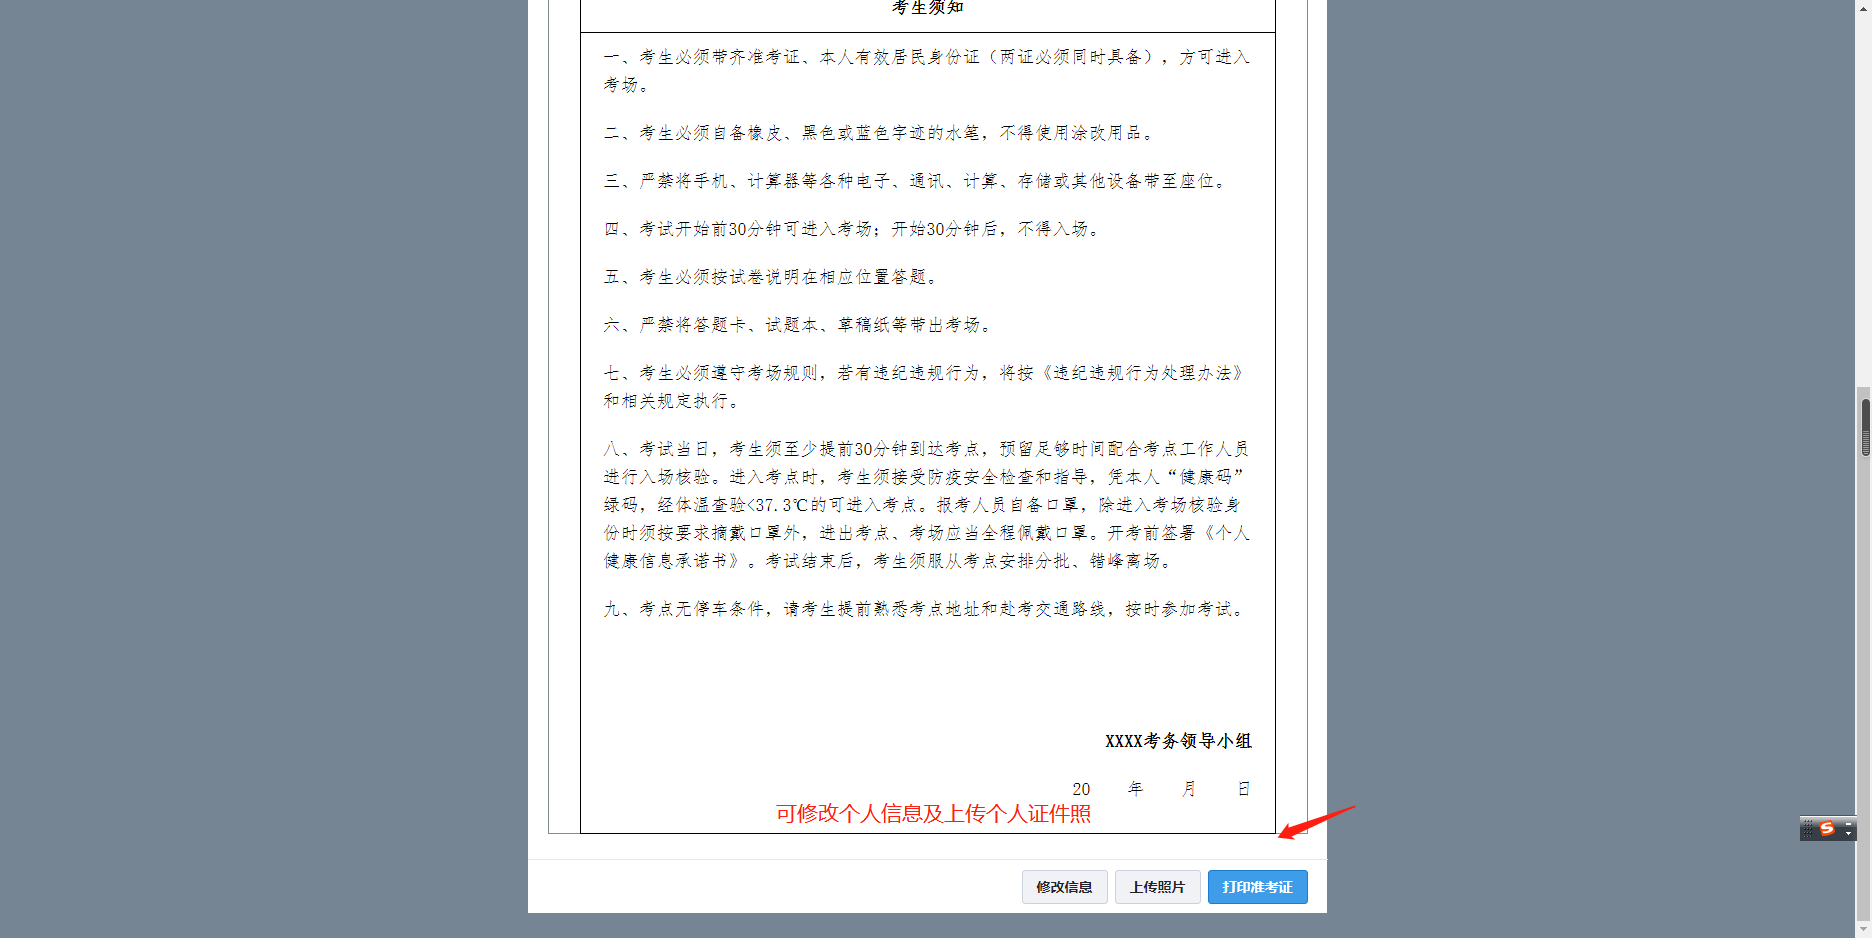 考生须知
一、考生必须带齐准考证、本人有效居民身份证（两证必须同时具备），方可进入
考场。
二、考生必须自备橡皮、黑色或蓝色字迹的水笔，不得使用涂改用品。
三、严禁将手机、计算器等各种电子、通讯、计算、存储或其他设备带至座位。
四、考试开始前30分钟可进入考场；开始30分钟后，不得入场。
五、考生必须按试卷说明在相应位置答题。
六、严禁将答题卡、试题本、草稿纸等带出考场。
七、考生必须遵守考场规则，若有违纪违规行为，将按《违纪违规行为处理办法》
和相关规定执行。
八、考试当日，考生须至少提前30分钟到达考点，预留足够时间配合考点工作人员
进行入场核验。进入考点时，考生须接受防疫安全检查和指导，凭本人“健康码”
绿码，经体温查验<37.3℃的可进入考点。报考人员自备口罩，除进入考场核验身
份时须按要求摘戴口罩外，进出考点、考场应当全程佩戴口罩。开考前签署《个人
健康信息承诺书》。考试结束后，考生须服从考点安排分批、错峰离场。
九、考点无停车条件，请考生提前熟悉考点地址和赴考交通路线，按时参加考试。
XXXX考务领导小组
20 年 月 日
可修改个人信息及上传个人证件照
修改信息 上传照片 打印准考证